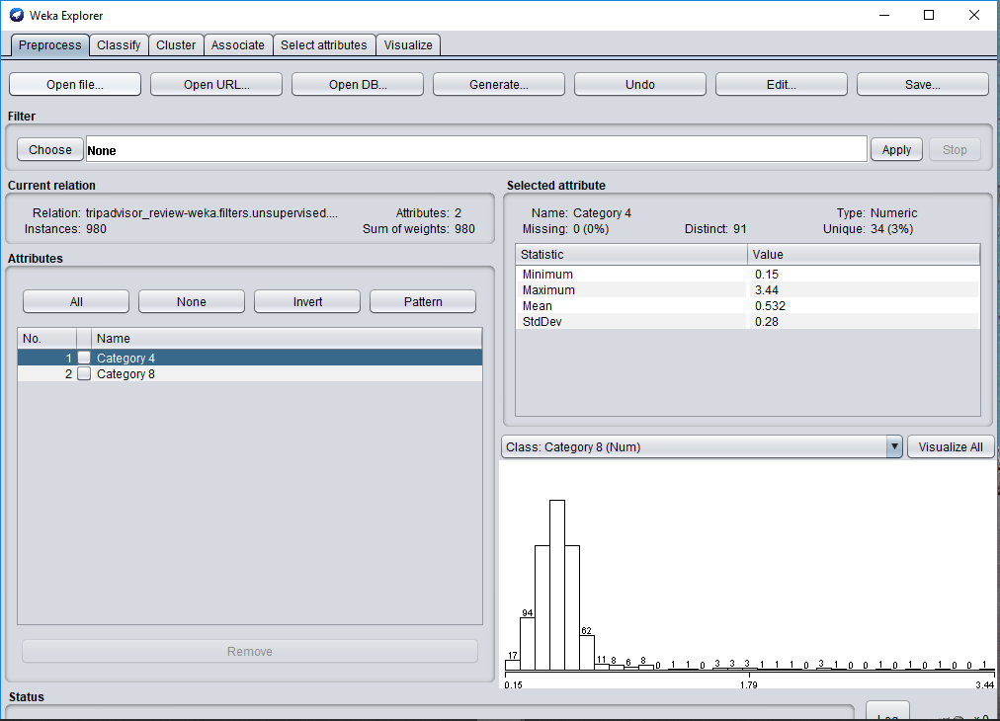 Weka Explorer
Preprocess Classify Cluster Associate Select attributes Visualize
Open file... Open URL... Open DB... Generate... Undo Edit... Save...
Filter
Choose None Apply Stop
Current relation
Relation: tripadvisor_review-weka.filters.unsupervised.... Attributes: 2
Instances: 980 Sum of weights: 980
Attributes
All None Invert Pattern
No. Name
1 Category 4
2 Category 8
Remove
Selected attribute
Name: Category 4 Type: Numeric
Missing: 0 (0%) Distinct: 91 Unique: 34 (3%)
Statistic Value
Minimum 0.15
Maximum 3.44
Mean 0.532
StdDev 0.28
Class: Category 8 (Num) Visualize All
94
62
17 11 8 6 8 0 1 1 0 3 3 3 1 1 1 0 3 1 0 0 1 0 1 0 0 1
0.15 1.79 3.44
Status
Log x 0